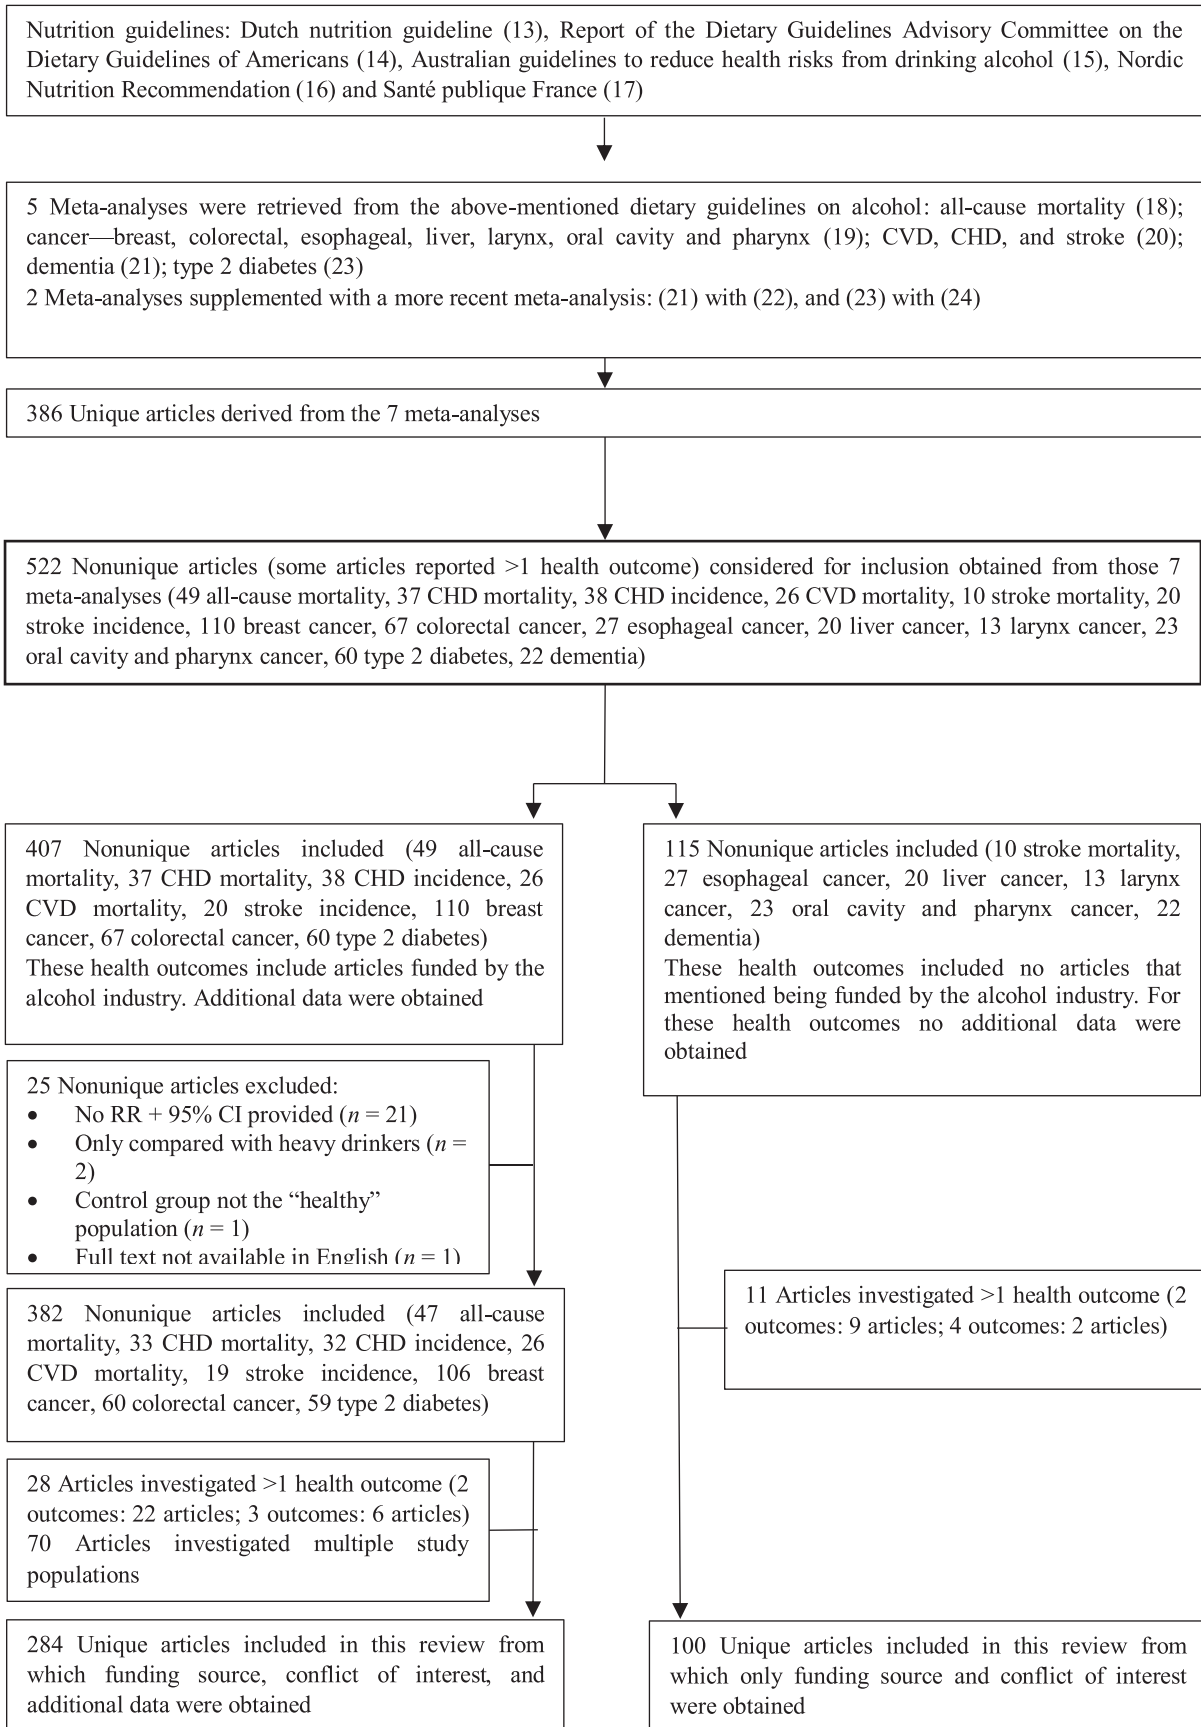 Nutrition guidelines: Dutch nutrition guideline (13), Report of the Dietary Guidelines Advisory Committee on the
Dietary Guidelines of Americans (14), Australian guidelines to reduce health risks from drinking alcohol (15), Nordic
Nutrition Recommendation (16) and Santé publique France (17)
5 Meta-analyses were retrieved from the above-mentioned dietary guidelines on alcohol: all-cause mortality (18);
cancer—breast, colorectal, esophageal, liver, larynx, oral cavity and pharynx (19); CVD, CHD, and stroke (20);
dementia (21); type 2 diabetes (23)
2 Meta-analyses supplemented with a more recent meta-analysis: (21) with (22), and (23) with (24)
386 Unique articles derived from the 7 meta-analyses
522 Nonunique articles (some articles reported >1 health outcome) considered for inclusion obtained from those 7
meta-analyses (49 all-cause mortality, 37 CHD mortality, 38 CHD incidence, 26 CVD mortality, 10 stroke mortality, 20
stroke incidence, 110 breast cancer, 67 colorectal cancer, 27 esophageal cancer, 20 liver cancer, 13 larynx cancer, 23
oral cavity and pharynx cancer, 60 type 2 diabetes, 22 dementia)
407 Nonunique articles included (49 all-cause
mortality, 37 CHD mortality, 38 CHD incidence, 26
CVD mortality, 20 stroke incidence, 110 breast
cancer, 67 colorectal cancer, 60 type 2 diabetes)
These health outcomes include articles funded by the
alcohol industry. Additional data were obtained
115 Nonunique articles included (10 stroke mortality,
27 esophageal cancer, 20 liver cancer, 13 larynx
cancer, 23 oral cavity and pharynx cancer, 22
dementia)
These health outcomes included no articles that
mentioned being funded by the alcohol industry. For
these health outcomes no additional data were
obtained
25 Nonunique articles excluded:
• No RR + 95% CI provided (n = 21)
• Only compared with heavy drinkers (n =
2)
• Control group not the “healthy”
population (n = 1)
• Full text not available in English (n = 1)
11 Articles investigated >1 health outcome (2
outcomes: 9 articles; 4 outcomes: 2 articles)
382 Nonunique articles included (47 all-cause
mortality, 33 CHD mortality, 32 CHD incidence, 26
CVD mortality, 19 stroke incidence, 106 breast
cancer, 60 colorectal cancer, 59 type 2 diabetes)
28 Articles investigated >1 health outcome (2
outcomes: 22 articles; 3 outcomes: 6 articles)
70 Articles investigated multiple study
populations
284 Unique articles included in this review from
which funding source, conflict of interest, and
additional data were obtained
100 Unique articles included in this review from
which only funding source and conflict of interest
were obtained